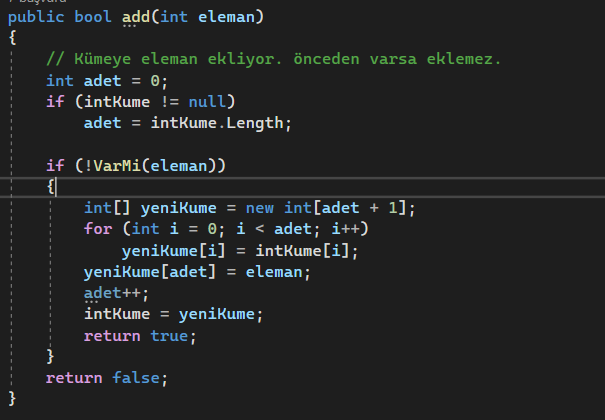 public bool add(int eleman)
{
// Kümeye eleman ekliyor. önceden varsa eklemez.
int adet = 0;
if (intKume != null)
adet = intKume.Length;
if (!VarMi(eleman))
{
int[] yeniKume = new int[adet + 1];
for (int i = 0; i < adet; i++)
yeniKume[i] = intKume[i];
yeniKume[adet] = eleman;
adet++;
intKume = yeniKume;
return true;
}
return false;
}